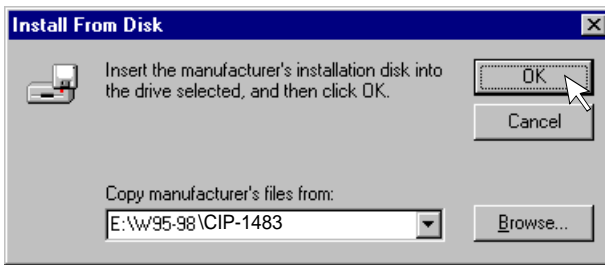 Install From Disk
Insert the manufacturer's installation disk into
the drive selected, and then click OK.
OK
Cancel
Copy manufacturer's files from:
E:\W95-98\CIP-1483
Browse...